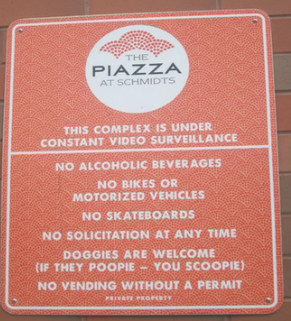 THE
PIAZZA
AT SCHMIDTS
THIS COMPLEX IS UNDER
CONSTANT VIDEO SURVEILLANCE
NO ALCOHOLIC BEVERAGES
NO BIKES OR
MOTORIZED VEHICLES
NO SKATEBOARDS
NO SOLICITATION AT ANY TIME
DOGGIES ARE WELCOME
(IF THEY POOPIE – YOU SCOOPIE)
NO VENDING WITHOUT A PERMIT
PRIVATE PROPERTY